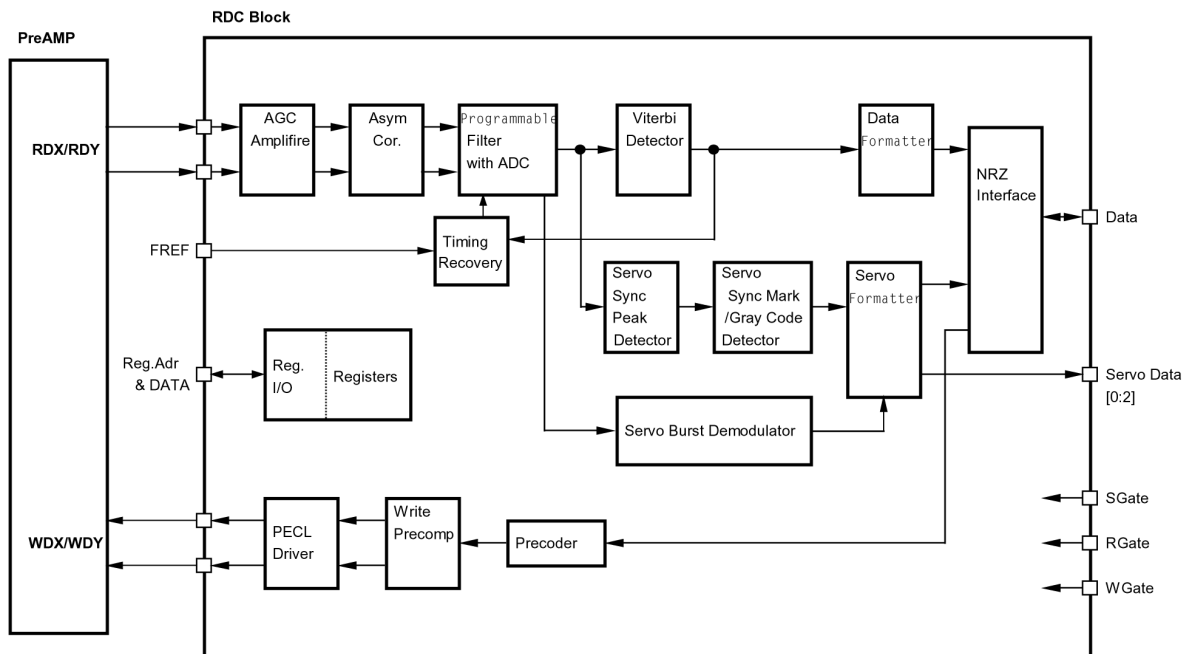 RDC Block
PreAMP
RDX/RDY
AGC
Amplifire
Asym
Cor.
Programmable
Filter
with ADC
Viterbi
Detector
Data
Formatter
NRZ
Interface
Data
FREF
Timing
Recovery
Servo
Sync
Peak
Detector
Servo
Sync Mark
/Gray Code
Detector
Servo
Formatter
Reg.Adr
& DATA
Reg.
I/O
Registers
Servo Data
[0:2]
Servo Burst Demodulator
WDX/WDY
PECL
Driver
Write
Precomp
Precoder
SGate
RGate
WGate